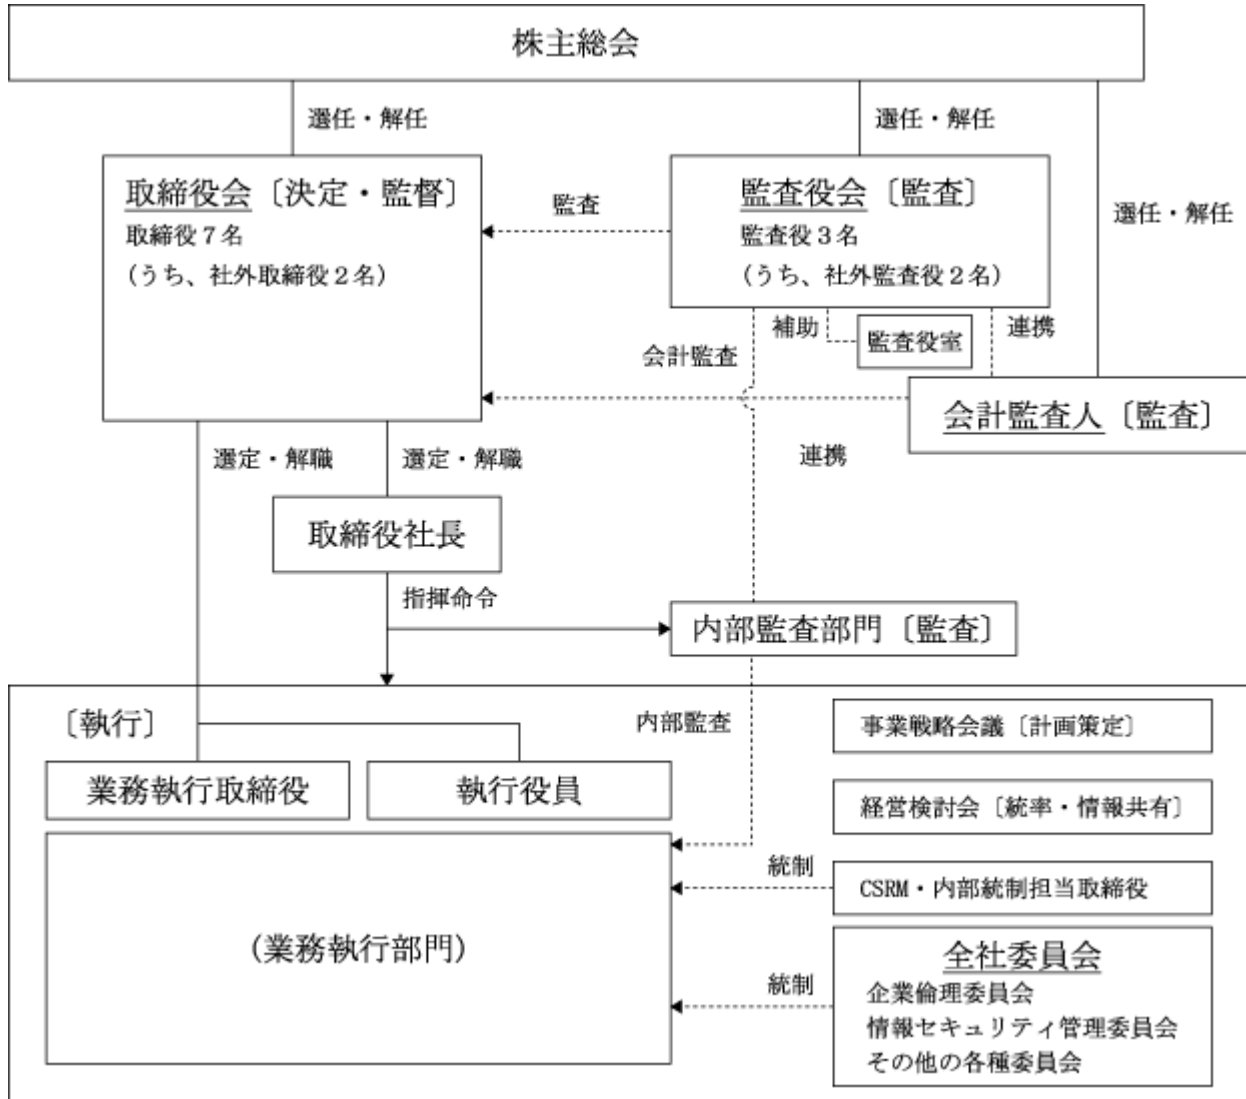 株主総会
選任・解任
選任・解任
選任・解任
取締役会〔決定・監督〕
取締役７名
(うち、社外取締役２名)
監査
監査役会〔監査〕
監査役３名
(うち、社外監査役２名)
補助
監査役室
連携
会計監査
会計監査人〔監査〕
連携
選定・解職
選定・解職
取締役社長
指揮命令
内部監査部門〔監査〕
〔執行〕
内部監査
業務執行取締役
執行役員
(業務執行部門)
事業戦略会議〔計画策定〕
経営検討会〔統率・情報共有〕
統制
CSRM・内部統制担当取締役
統制
全社委員会
企業倫理委員会
情報セキュリティ管理委員会
その他の各種委員会